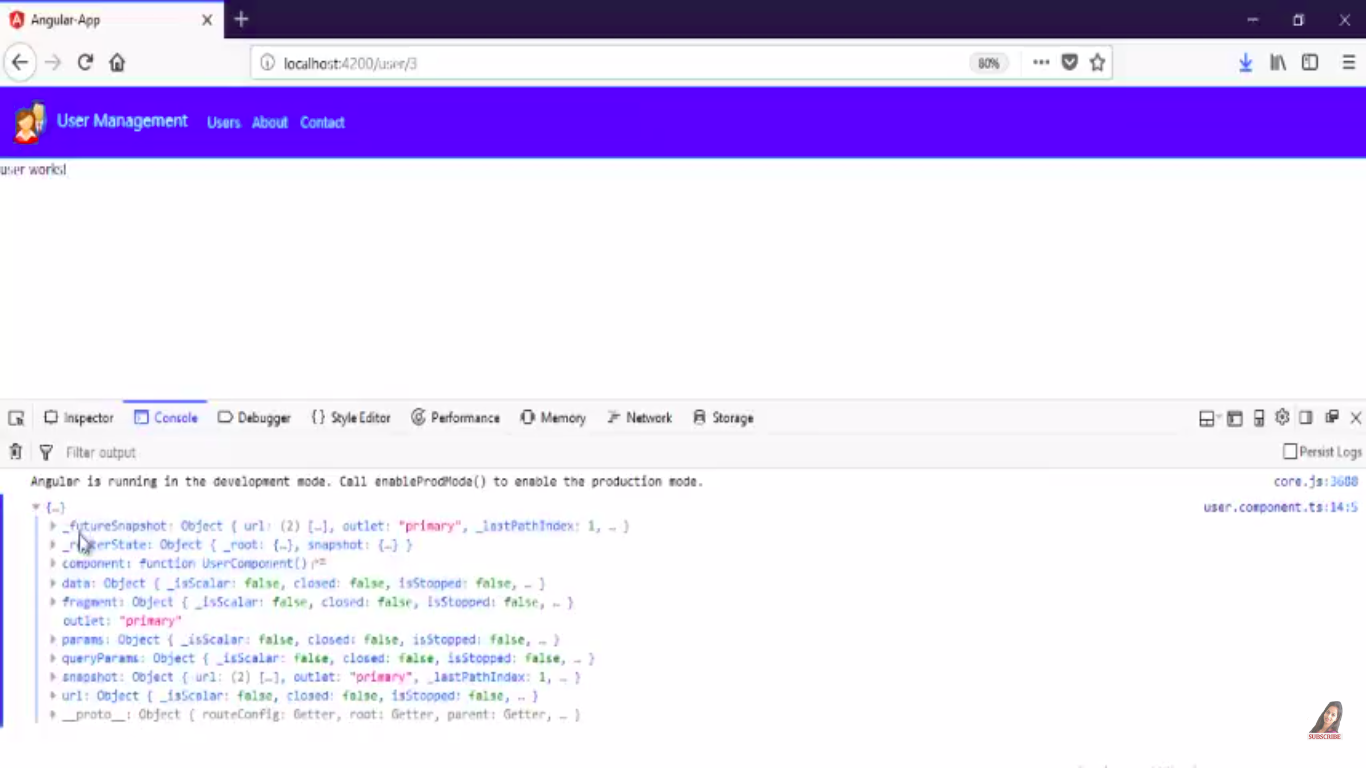 Angular-App
localhost:4200/user/3
80%
User Management Users About Contact
user works!
Inspector Console Debugger {} Style Editor Performance Memory Network Storage
Filter output
Persist Logs
Angular is running in the development mode. Call enableProdMode() to enable the production mode. core.js:3688
{…} user.component.ts:14:5
_futureSnapshot: Object { url: (2) […], outlet: "primary", _lastPathIndex: 1, … }
_routerState: Object { _root: {…}, snapshot: {…} }
component: function UserComponent()
data: Object { _isScalar: false, closed: false, isStopped: false, … }
fragment: Object { _isScalar: false, closed: false, isStopped: false, … }
outlet: "primary"
params: Object { _isScalar: false, closed: false, isStopped: false, … }
queryParams: Object { _isScalar: false, closed: false, isStopped: false, … }
snapshot: Object { url: (2) […], outlet: "primary", _lastPathIndex: 1, … }
url: Object { _isScalar: false, closed: false, isStopped: false, … }
__proto__: Object { routeConfig: Getter, root: Getter, parent: Getter, … }
SUBSCRIBE